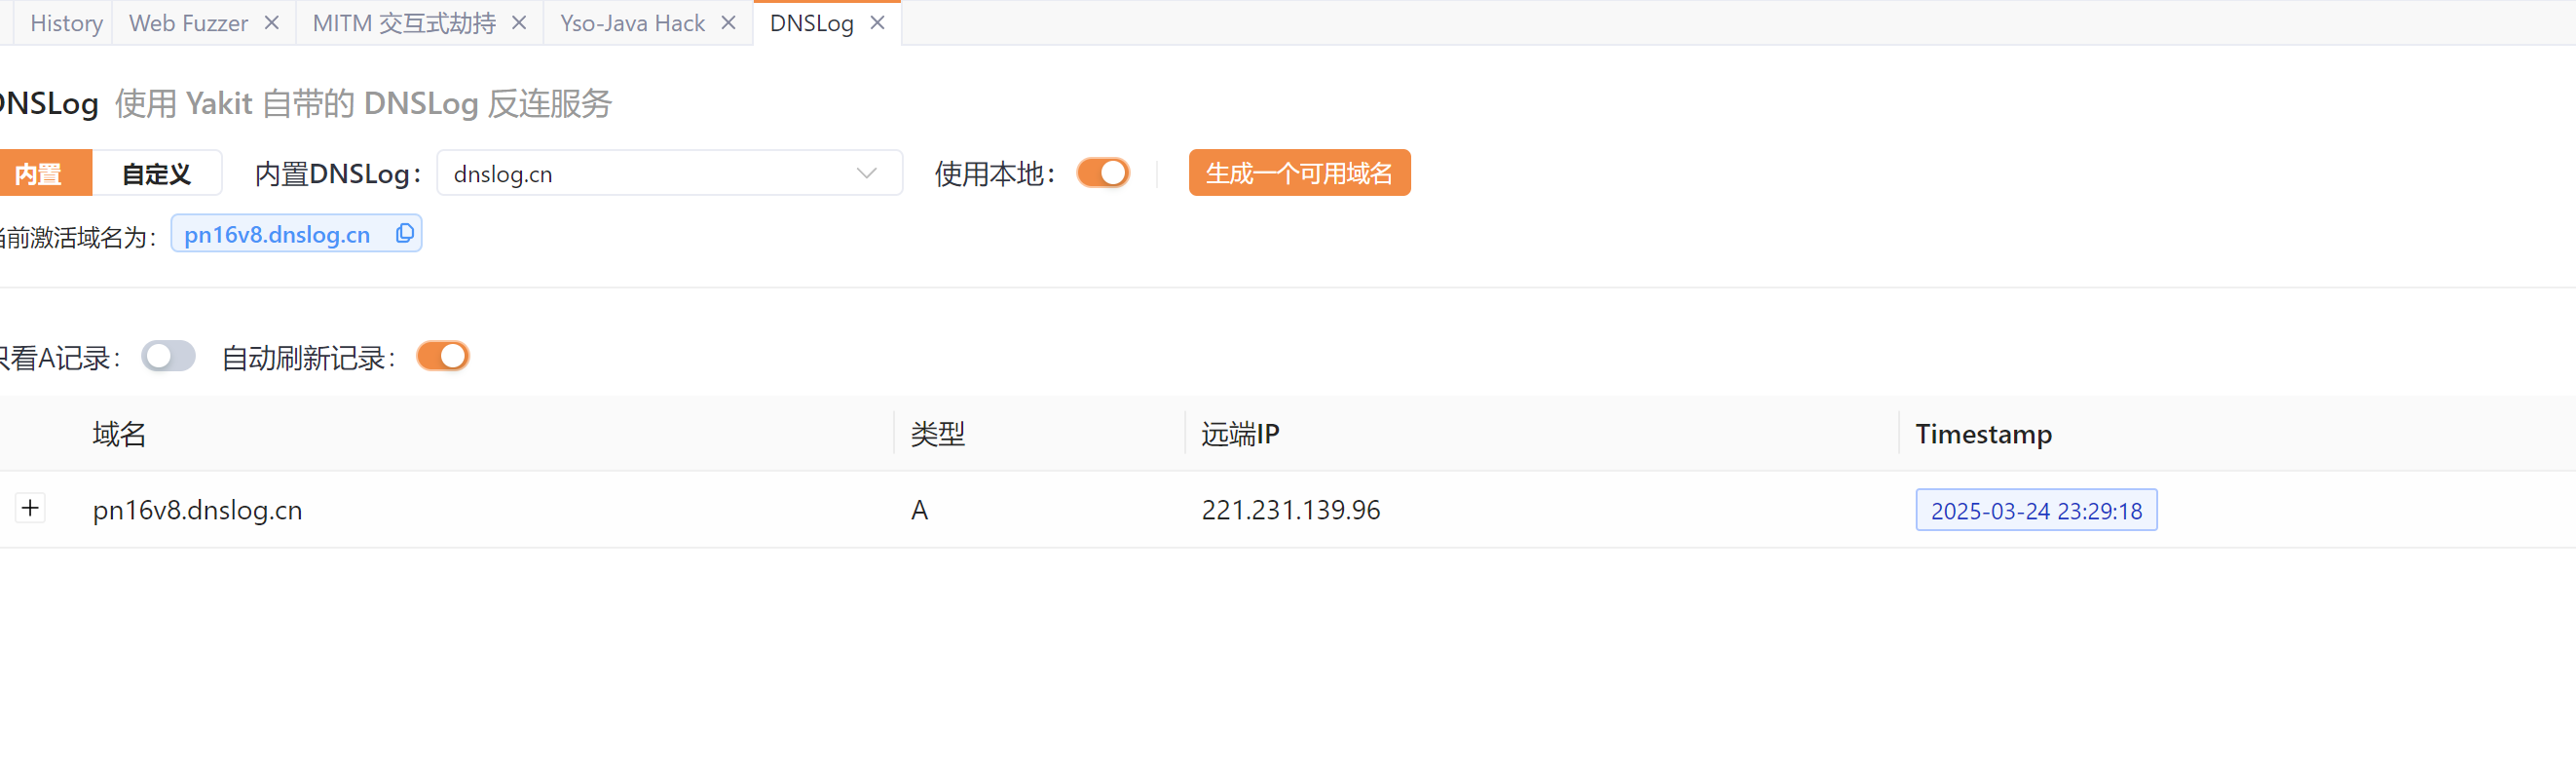 History Web Fuzzer MITM 交互式劫持 Yso-Java Hack DNSLog
DNSLog 使用 Yakit 自带的 DNSLog 反连服务
内置 自定义 内置DNSLog: dnslog.cn 使用本地: 生成一个可用域名
当前激活域名为: pn16v8.dnslog.cn
只看A记录: 自动刷新记录:
域名 类型 远端IP Timestamp
pn16v8.dnslog.cn A 221.231.139.96 2025-03-24 23:29:18